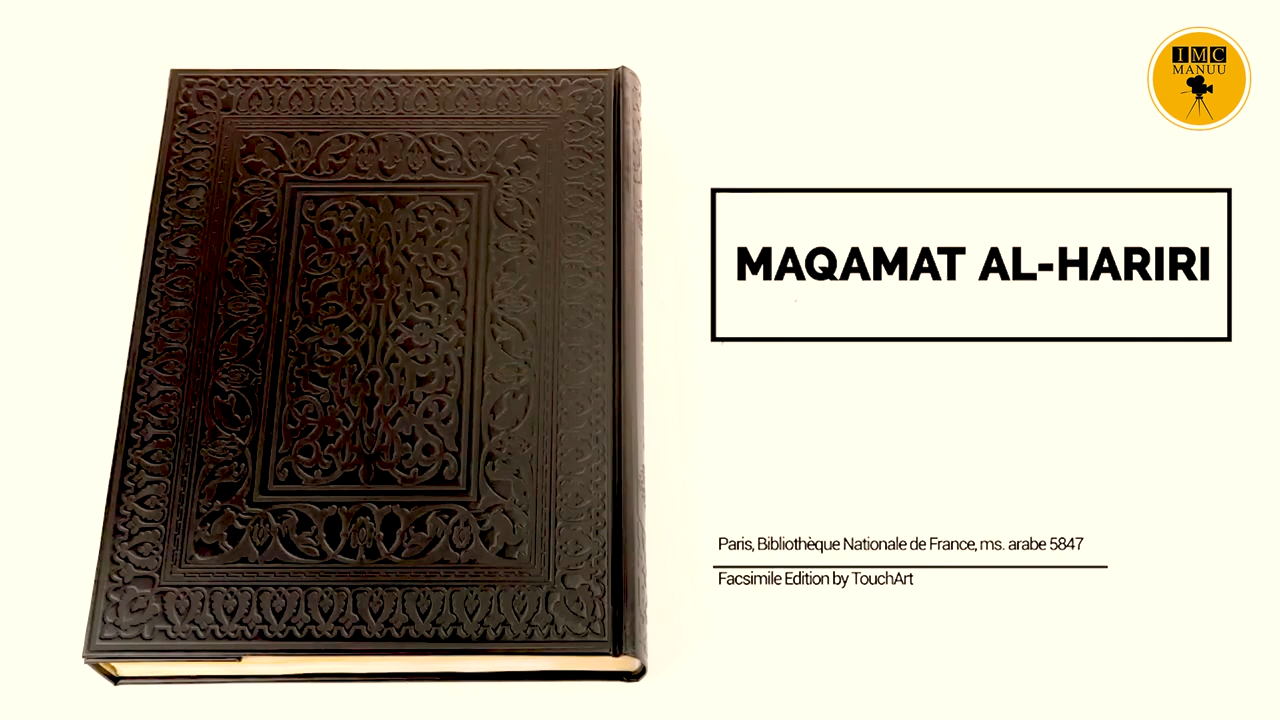 IMC
MANUU
MAQAMAT AL-HARIRI
Paris, Bibliothèque Nationale de France, ms. arabe 5847
Facsimile Edition by TouchArt